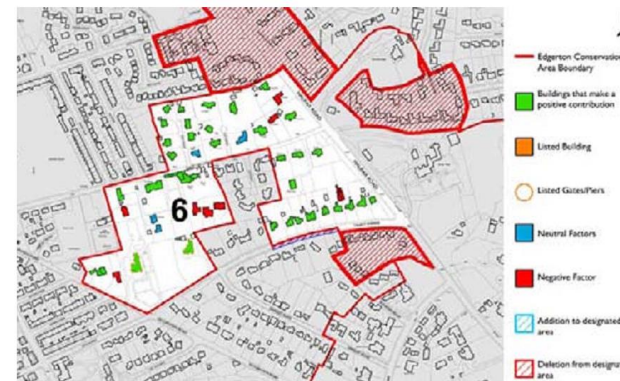 6
Edgerton Conservation
Area Boundary
Buildings that make a
positive contribution
Listed Building
Listed Gates/Piers
Neutral Factors
Negative Factor
Addition to designated
area
Deletion from designat
area